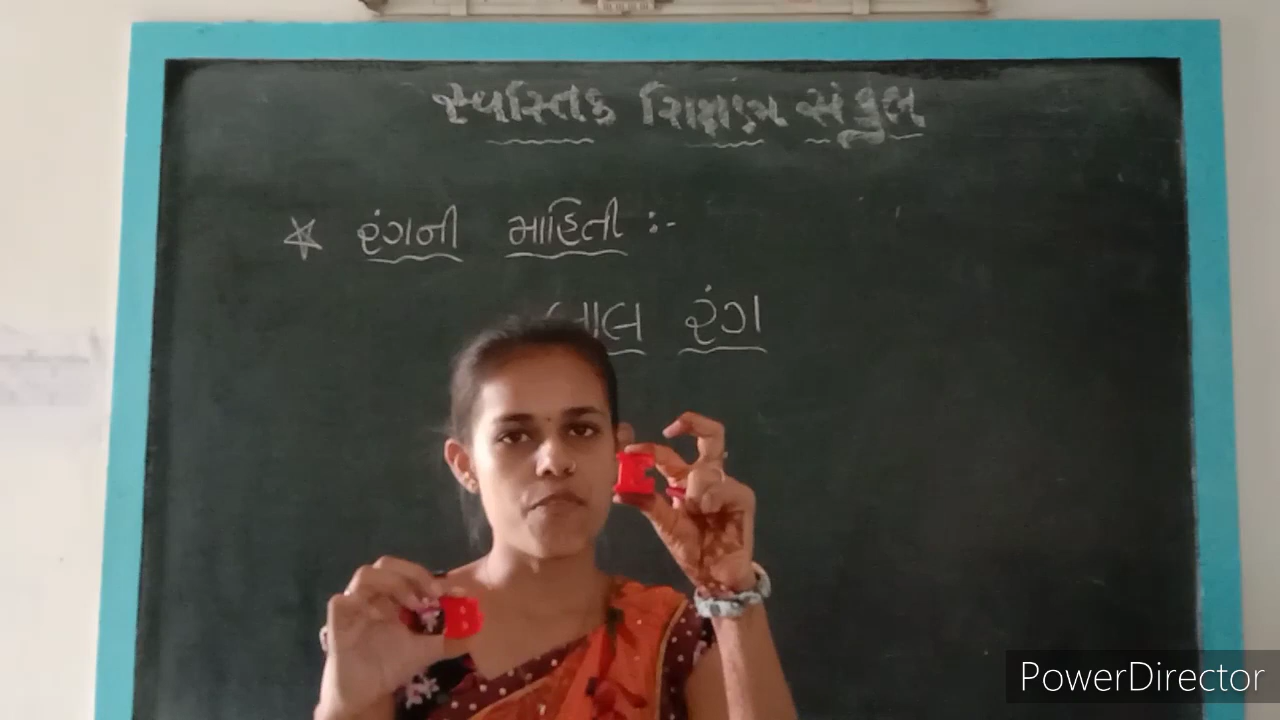 સ્વસ્તિક શિક્ષણ સંકુલ
રંગની માહિતી :-
લાલ રંગ
PowerDirector